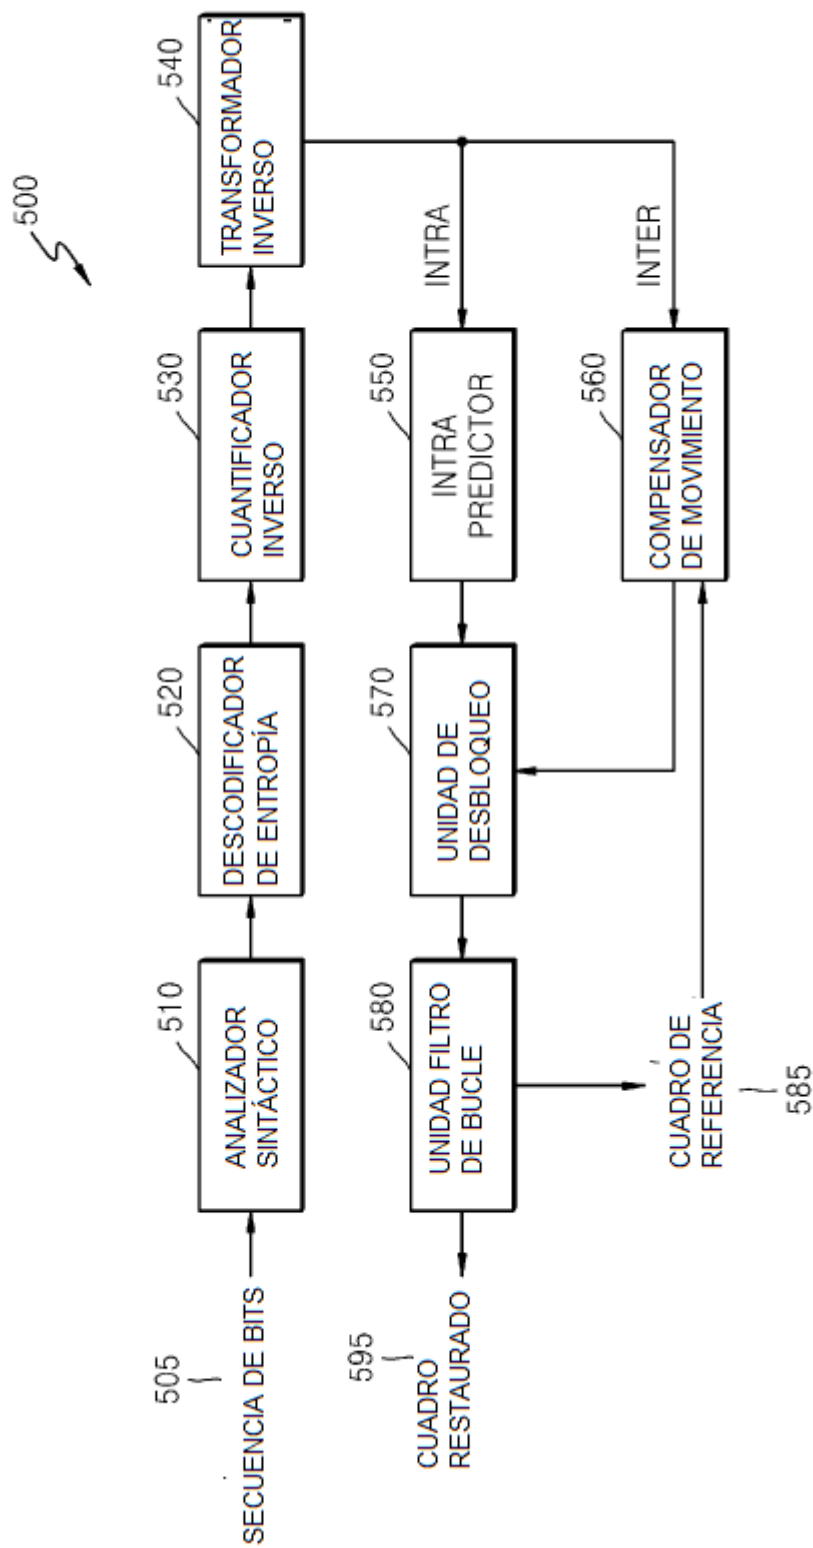 500
505
SECUENCIA DE BITS
510
ANALIZADOR
SINTÁCTICO
520
DESCODIFICADOR
DE ENTROPÍA
530
CUANTIFICADOR
INVERSO
540
TRANSFORMADOR
INVERSO
595
CUADRO
RESTAURADO
580
UNIDAD FILTRO
DE BUCLE
570
UNIDAD DE
DESBLOQUEO
550
INTRA
PREDICTOR
INTRA
CUADRO DE
REFERENCIA
585
560
COMPENSADOR
DE MOVIMIENTO
INTER